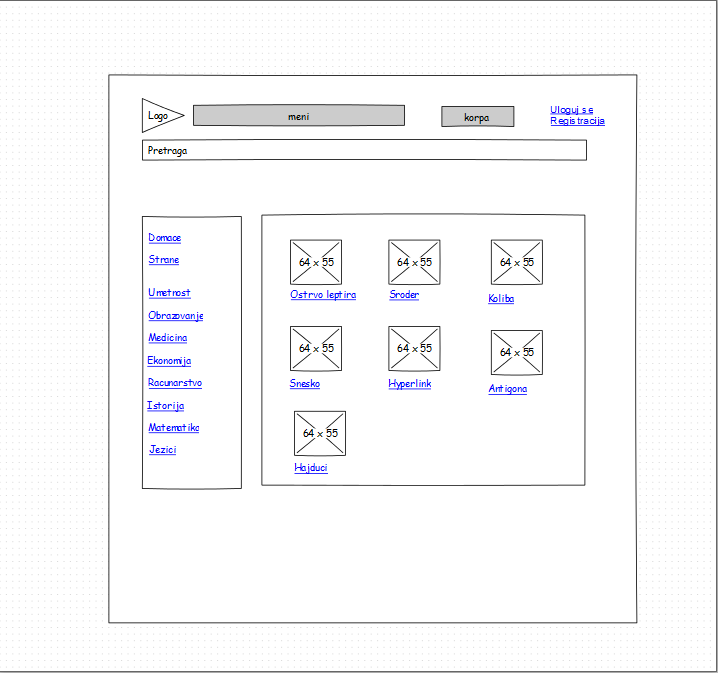 Logo
meni
korpa
Uloguj se
Registracija
Pretraga
Domace
Strane
Umetnost
Obrazovanje
Medicina
Ekonomija
Racunarstvo
Istorija
Matematika
Jezici
64 x 55
64 x 55
64 x 55
Ostrvo leptira
Sroder
Koliba
64 x 55
64 x 55
64 x 55
Snesko
Hyperlink
Antigona
64 x 55
Hajduci